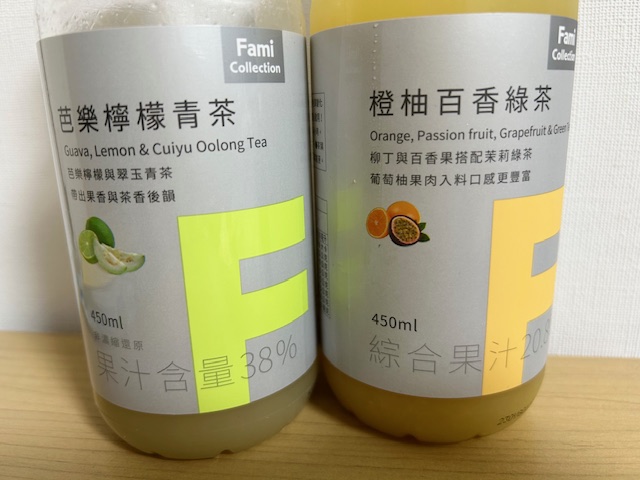 Fami
Collection
芭樂檸檬青茶
Guava, Lemon & Cuiyu Oolong Tea
芭樂檸檬與翠玉青茶
帶出果香與茶香後韻
450ml
濃縮還原
果汁含量38%
Fami
Collection
橙柚百香綠茶
Orange, Passion fruit, Grapefruit & Green
柳丁與百香果搭配茉莉綠茶
葡萄柚果肉入料口感更豐富
450ml
綜合果汁20.